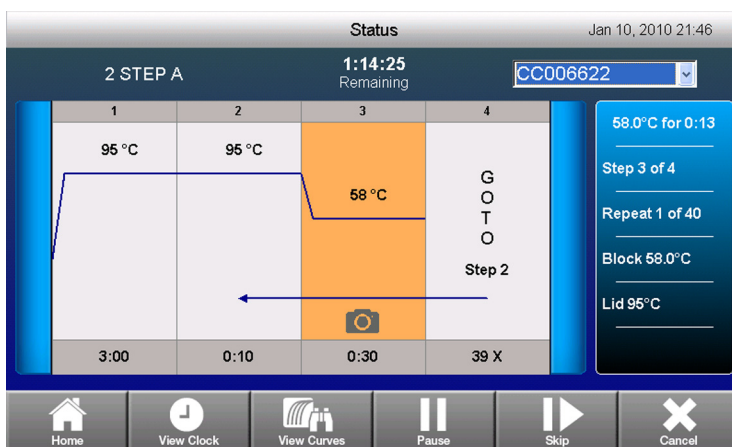 Status
Jan 10, 2010 21:46
2 STEP A
1:14:25
Remaining
CC006622
1
2
3
4
95 °C
95 °C
58 °C
G
O
T
O
Step 2
3:00
0:10
0:30
39 X
58.0°C for 0:13
Step 3 of 4
Repeat 1 of 40
Block 58.0°C
Lid 95°C
Home
View Clock
View Curves
Pause
Skip
Cancel